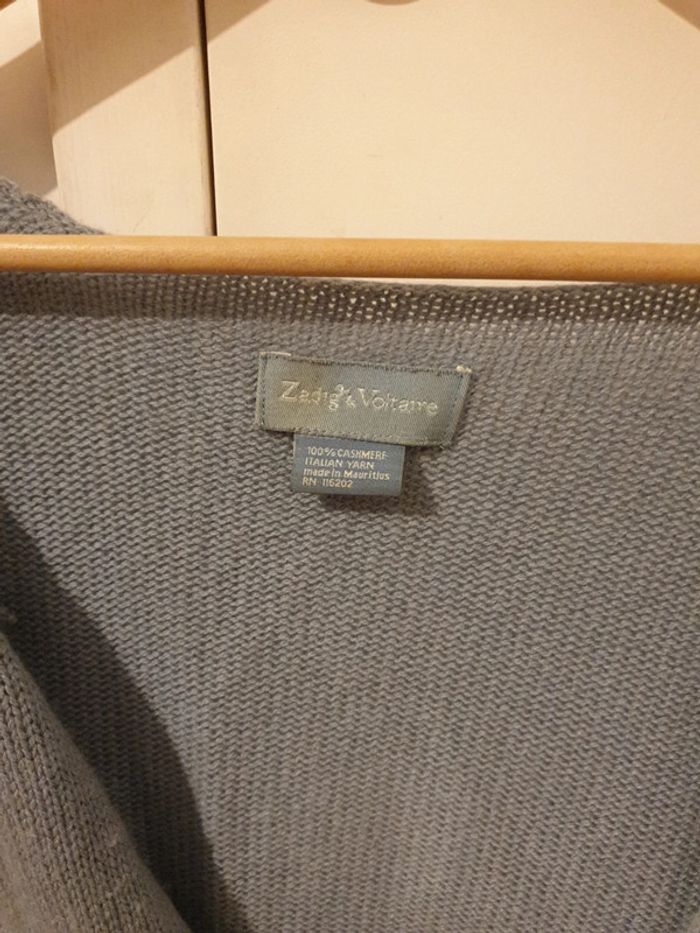 Zadig & Voltaire
100% CASHMERE
ITALIAN YARN
made in Mauritius
RN 116202